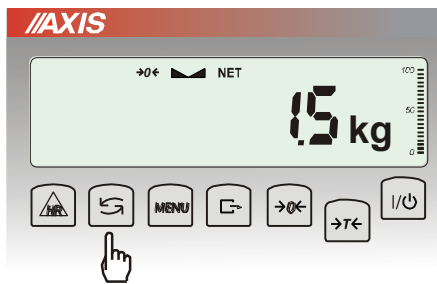 //AXIS
→0← NET 100
1.5 kg 50
0
HR MENU →0← →T← I/⏻